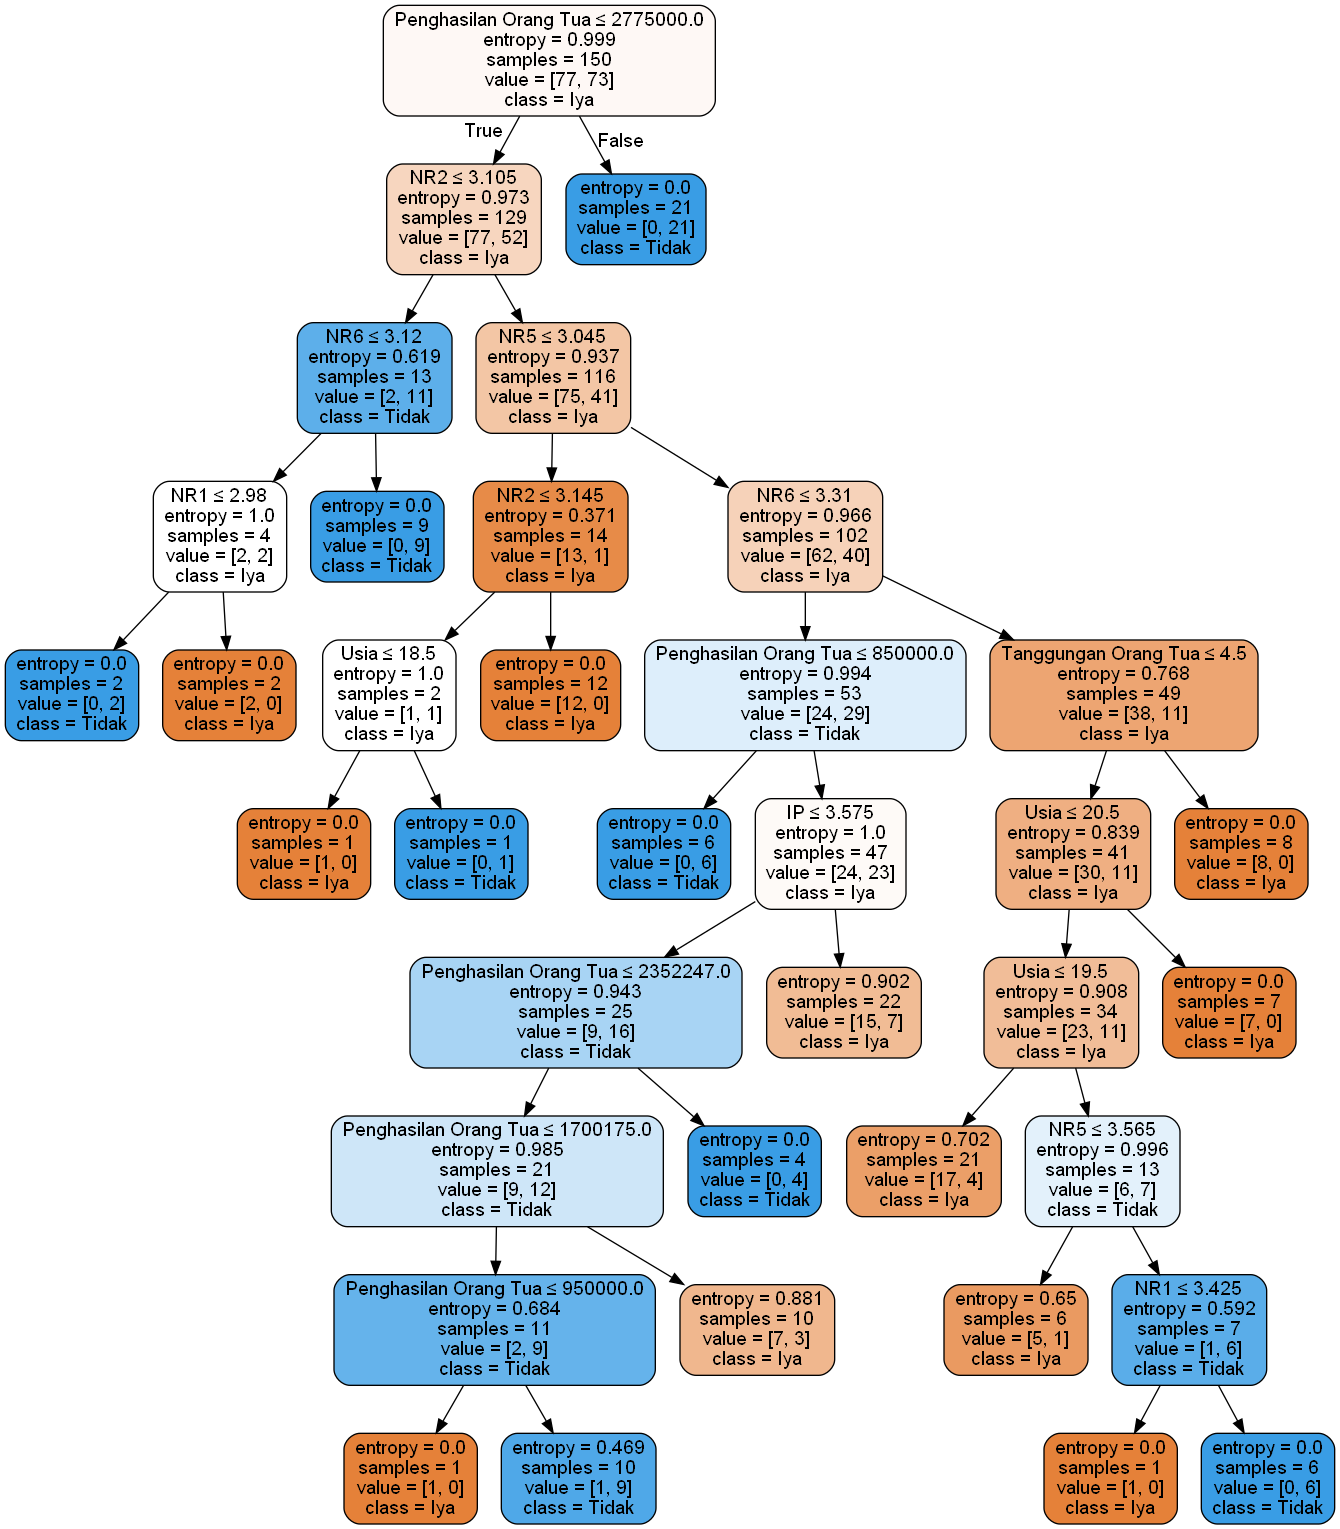 Penghasilan Orang Tua ≤ 2775000.0
entropy = 0.999
samples = 150
value = [77, 73]
class = Iya
True
False
NR2 ≤ 3.105
entropy = 0.973
samples = 129
value = [77, 52]
class = Iya
entropy = 0.0
samples = 21
value = [0, 21]
class = Tidak
NR6 ≤ 3.12
entropy = 0.619
samples = 13
value = [2, 11]
class = Tidak
NR5 ≤ 3.045
entropy = 0.937
samples = 116
value = [75, 41]
class = Iya
NR1 ≤ 2.98
entropy = 1.0
samples = 4
value = [2, 2]
class = Iya
entropy = 0.0
samples = 9
value = [0, 9]
class = Tidak
NR2 ≤ 3.145
entropy = 0.371
samples = 14
value = [13, 1]
class = Iya
NR6 ≤ 3.31
entropy = 0.966
samples = 102
value = [62, 40]
class = Iya
entropy = 0.0
samples = 2
value = [0, 2]
class = Tidak
entropy = 0.0
samples = 2
value = [2, 0]
class = Iya
Usia ≤ 18.5
entropy = 1.0
samples = 2
value = [1, 1]
class = Iya
entropy = 0.0
samples = 12
value = [12, 0]
class = Iya
Penghasilan Orang Tua ≤ 850000.0
entropy = 0.994
samples = 53
value = [24, 29]
class = Tidak
Tanggungan Orang Tua ≤ 4.5
entropy = 0.768
samples = 49
value = [38, 11]
class = Iya
entropy = 0.0
samples = 1
value = [1, 0]
class = Iya
entropy = 0.0
samples = 1
value = [0, 1]
class = Tidak
entropy = 0.0
samples = 6
value = [0, 6]
class = Tidak
IP ≤ 3.575
entropy = 1.0
samples = 47
value = [24, 23]
class = Iya
Usia ≤ 20.5
entropy = 0.839
samples = 41
value = [30, 11]
class = Iya
entropy = 0.0
samples = 8
value = [8, 0]
class = Iya
Penghasilan Orang Tua ≤ 2352247.0
entropy = 0.943
samples = 25
value = [9, 16]
class = Tidak
entropy = 0.902
samples = 22
value = [15, 7]
class = Iya
Usia ≤ 19.5
entropy = 0.908
samples = 34
value = [23, 11]
class = Iya
entropy = 0.0
samples = 7
value = [7, 0]
class = Iya
Penghasilan Orang Tua ≤ 1700175.0
entropy = 0.985
samples = 21
value = [9, 12]
class = Tidak
entropy = 0.0
samples = 4
value = [0, 4]
class = Tidak
entropy = 0.702
samples = 21
value = [17, 4]
class = Iya
NR5 ≤ 3.565
entropy = 0.996
samples = 13
value = [6, 7]
class = Tidak
Penghasilan Orang Tua ≤ 950000.0
entropy = 0.684
samples = 11
value = [2, 9]
class = Tidak
entropy = 0.881
samples = 10
value = [7, 3]
class = Iya
entropy = 0.65
samples = 6
value = [5, 1]
class = Iya
NR1 ≤ 3.425
entropy = 0.592
samples = 7
value = [1, 6]
class = Tidak
entropy = 0.0
samples = 1
value = [1, 0]
class = Iya
entropy = 0.469
samples = 10
value = [1, 9]
class = Tidak
entropy = 0.0
samples = 1
value = [1, 0]
class = Iya
entropy = 0.0
samples = 6
value = [0, 6]
class = Tidak